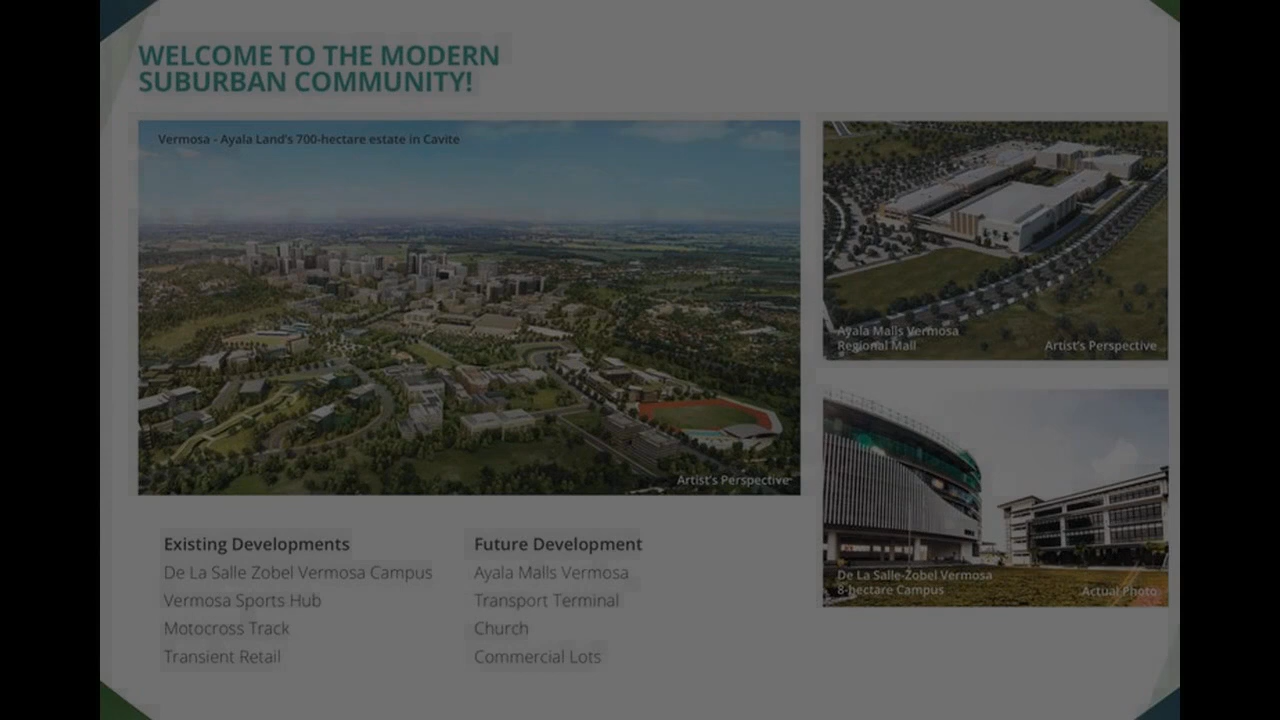 WELCOME TO THE MODERN
SUBURBAN COMMUNITY!
Vermosa - Ayala Land's 700-hectare estate in Cavite
Artist's Perspective
Ayala Malls Vermosa
Regional Mall
Artist's Perspective
De La Salle-Zobel Vermosa
8-hectare Campus
Actual Photo
Existing Developments
De La Salle Zobel Vermosa Campus
Vermosa Sports Hub
Motocross Track
Transient Retail
Future Development
Ayala Malls Vermosa
Transport Terminal
Church
Commercial Lots